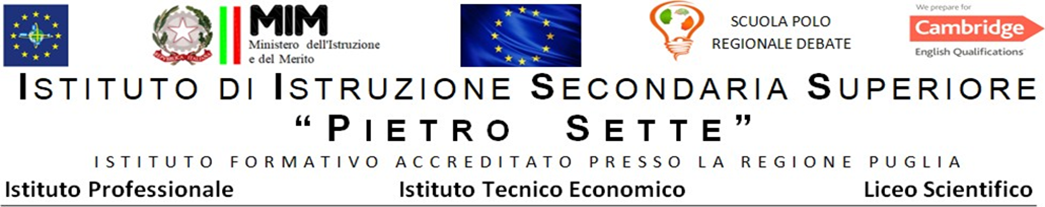 MIM
Ministero dell'Istruzione
e del Merito
SCUOLA POLO
REGIONALE DEBATE
We prepare for
Cambridge
English Qualifications
ISTITUTO DI ISTRUZIONE SECONDARIA SUPERIORE
“PIETRO SETTE”
ISTITUTO FORMATIVO ACCREDITATO PRESSO LA REGIONE PUGLIA
Istituto Professionale Istituto Tecnico Economico Liceo Scientifico